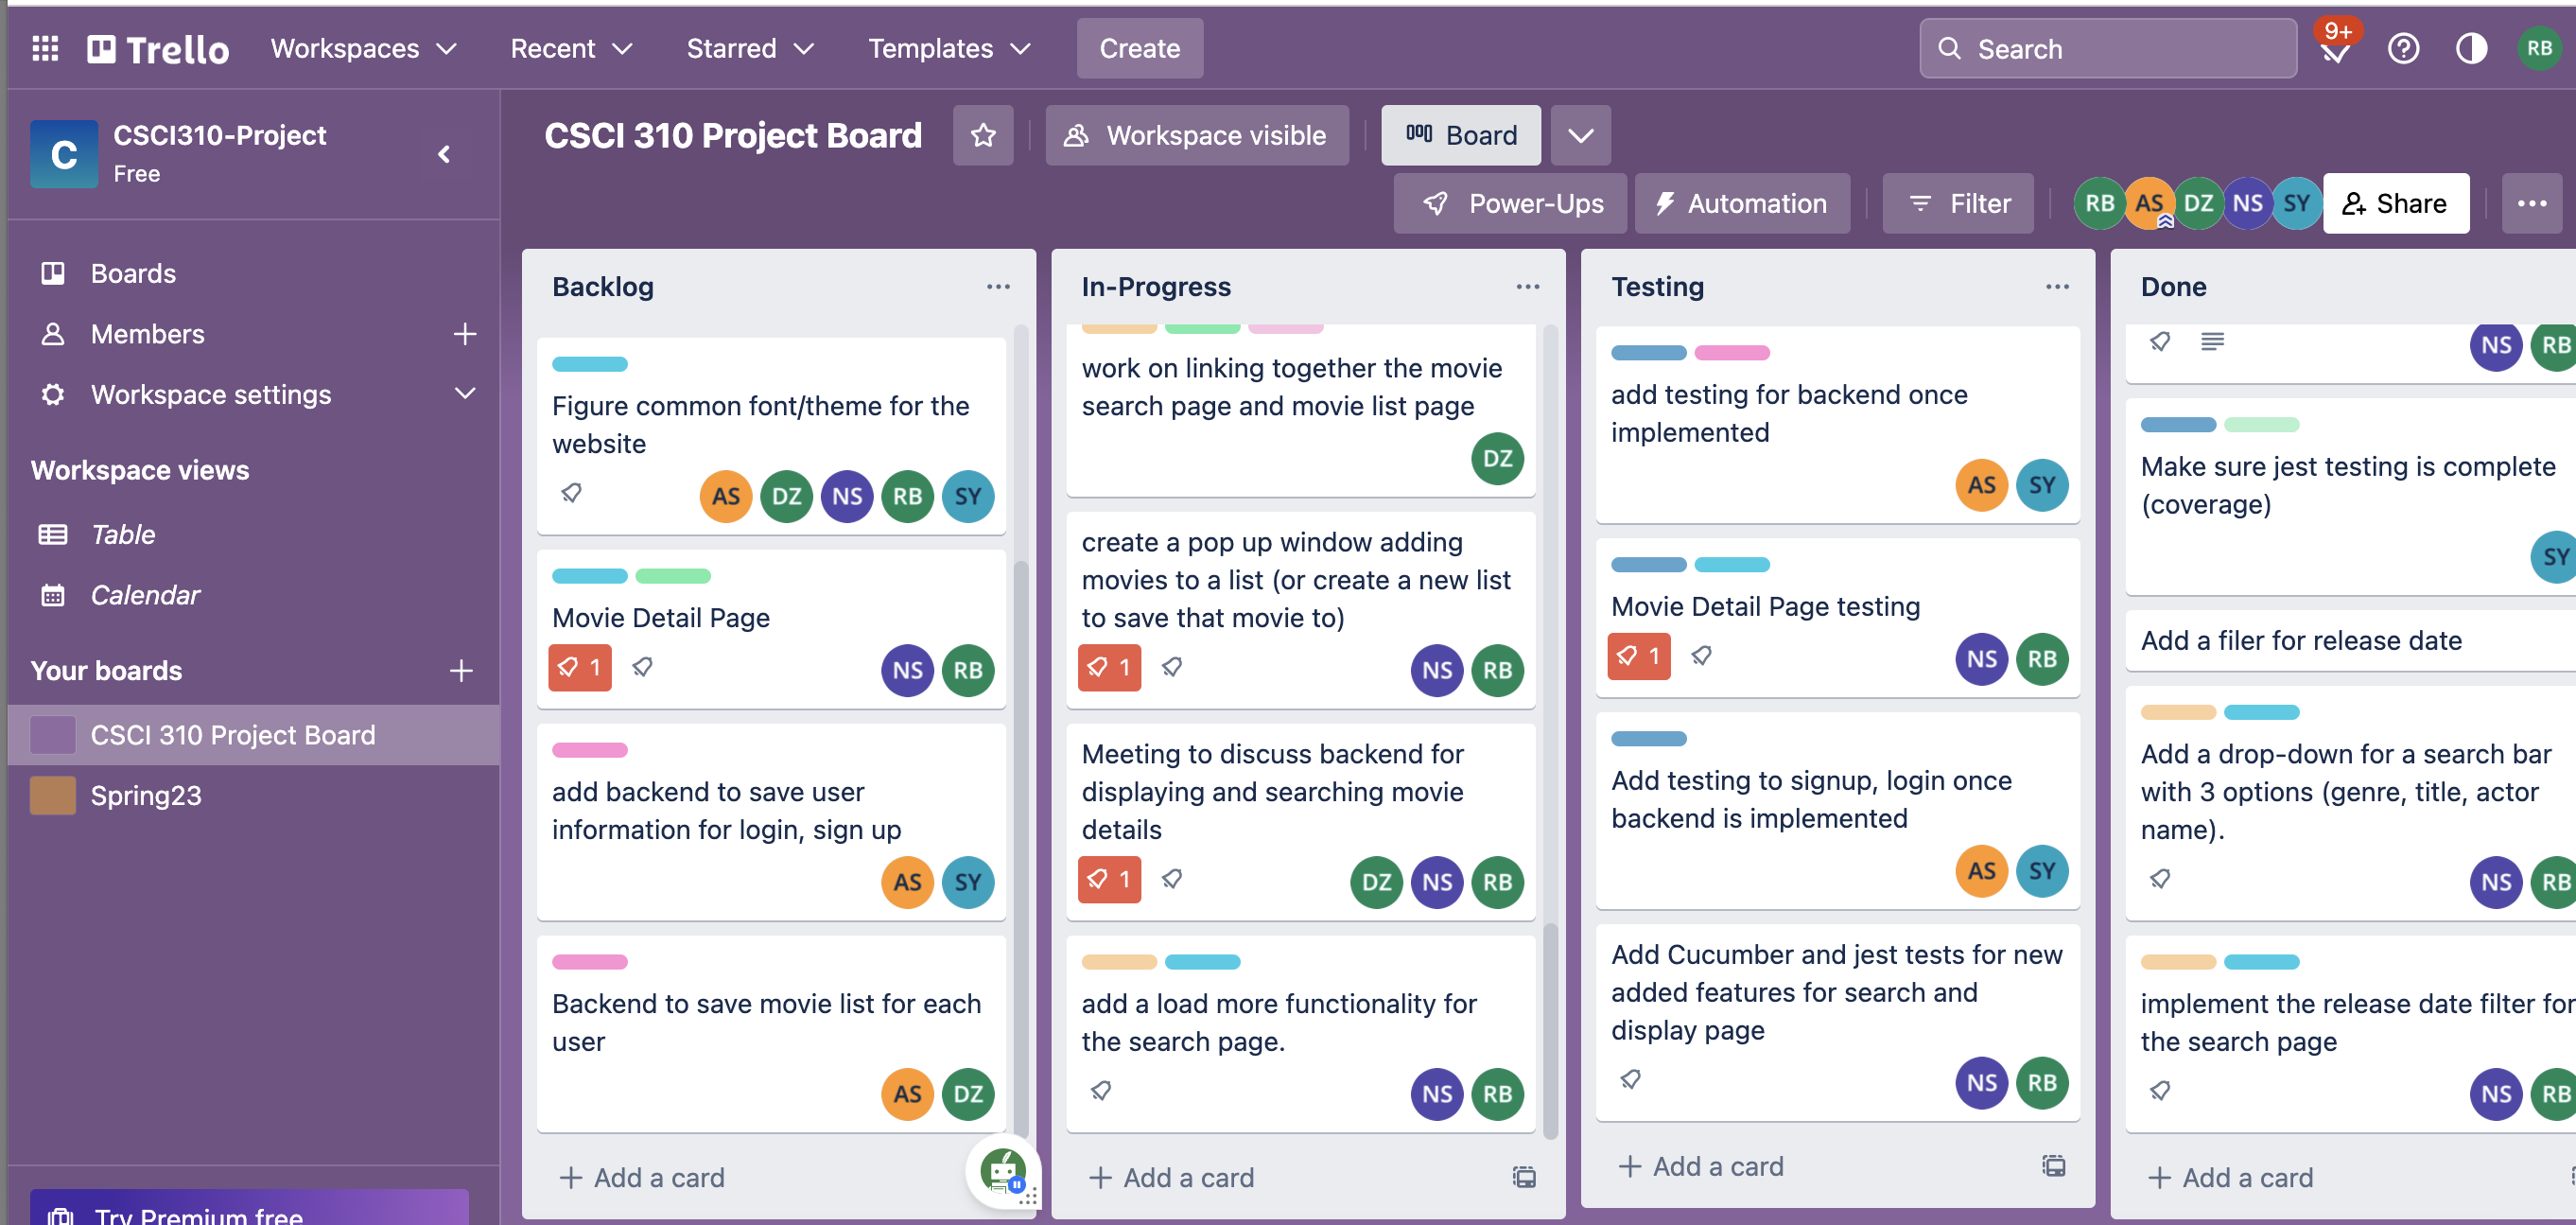 Trello
Workspaces
Recent
Starred
Templates
Create
Search
9+
RB
C
CSCI310-Project
Free
CSCI 310 Project Board
Workspace visible
Board
Power-Ups
Automation
Filter
RB
AS
DZ
NS
SY
Share
Boards
Members
Workspace settings
Workspace views
Table
Calendar
Your boards
CSCI 310 Project Board
Spring23
Try Premium free
Backlog
Figure common font/theme for the
website
AS DZ NS RB SY
Movie Detail Page
1
NS RB
add backend to save user
information for login, sign up
AS SY
Backend to save movie list for each
user
AS DZ
Add a card
In-Progress
work on linking together the movie
search page and movie list page
DZ
create a pop up window adding
movies to a list (or create a new list
to save that movie to)
1
NS RB
Meeting to discuss backend for
displaying and searching movie
details
1
DZ NS RB
add a load more functionality for
the search page.
NS RB
Add a card
Testing
add testing for backend once
implemented
AS SY
Movie Detail Page testing
1
NS RB
Add testing to signup, login once
backend is implemented
AS SY
Add Cucumber and jest tests for new
added features for search and
display page
NS RB
Add a card
Done
NS RB
Make sure jest testing is complete
(coverage)
SY
Add a filer for release date
Add a drop-down for a search bar
with 3 options (genre, title, actor
name).
NS RB
implement the release date filter for
the search page
NS RB
Add a card